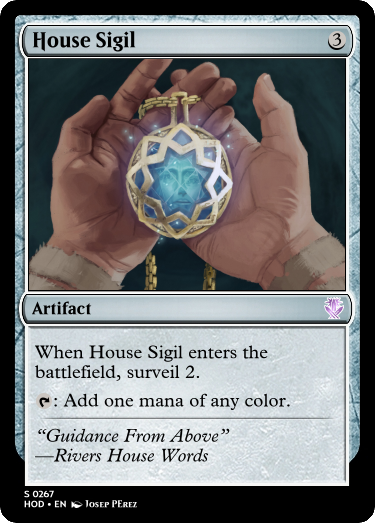 House Sigil 3
Artifact
When House Sigil enters the
battlefield, surveil 2.
: Add one mana of any color.
“Guidance From Above”
—Rivers House Words
S 0267
HOD • EN Josep PErez